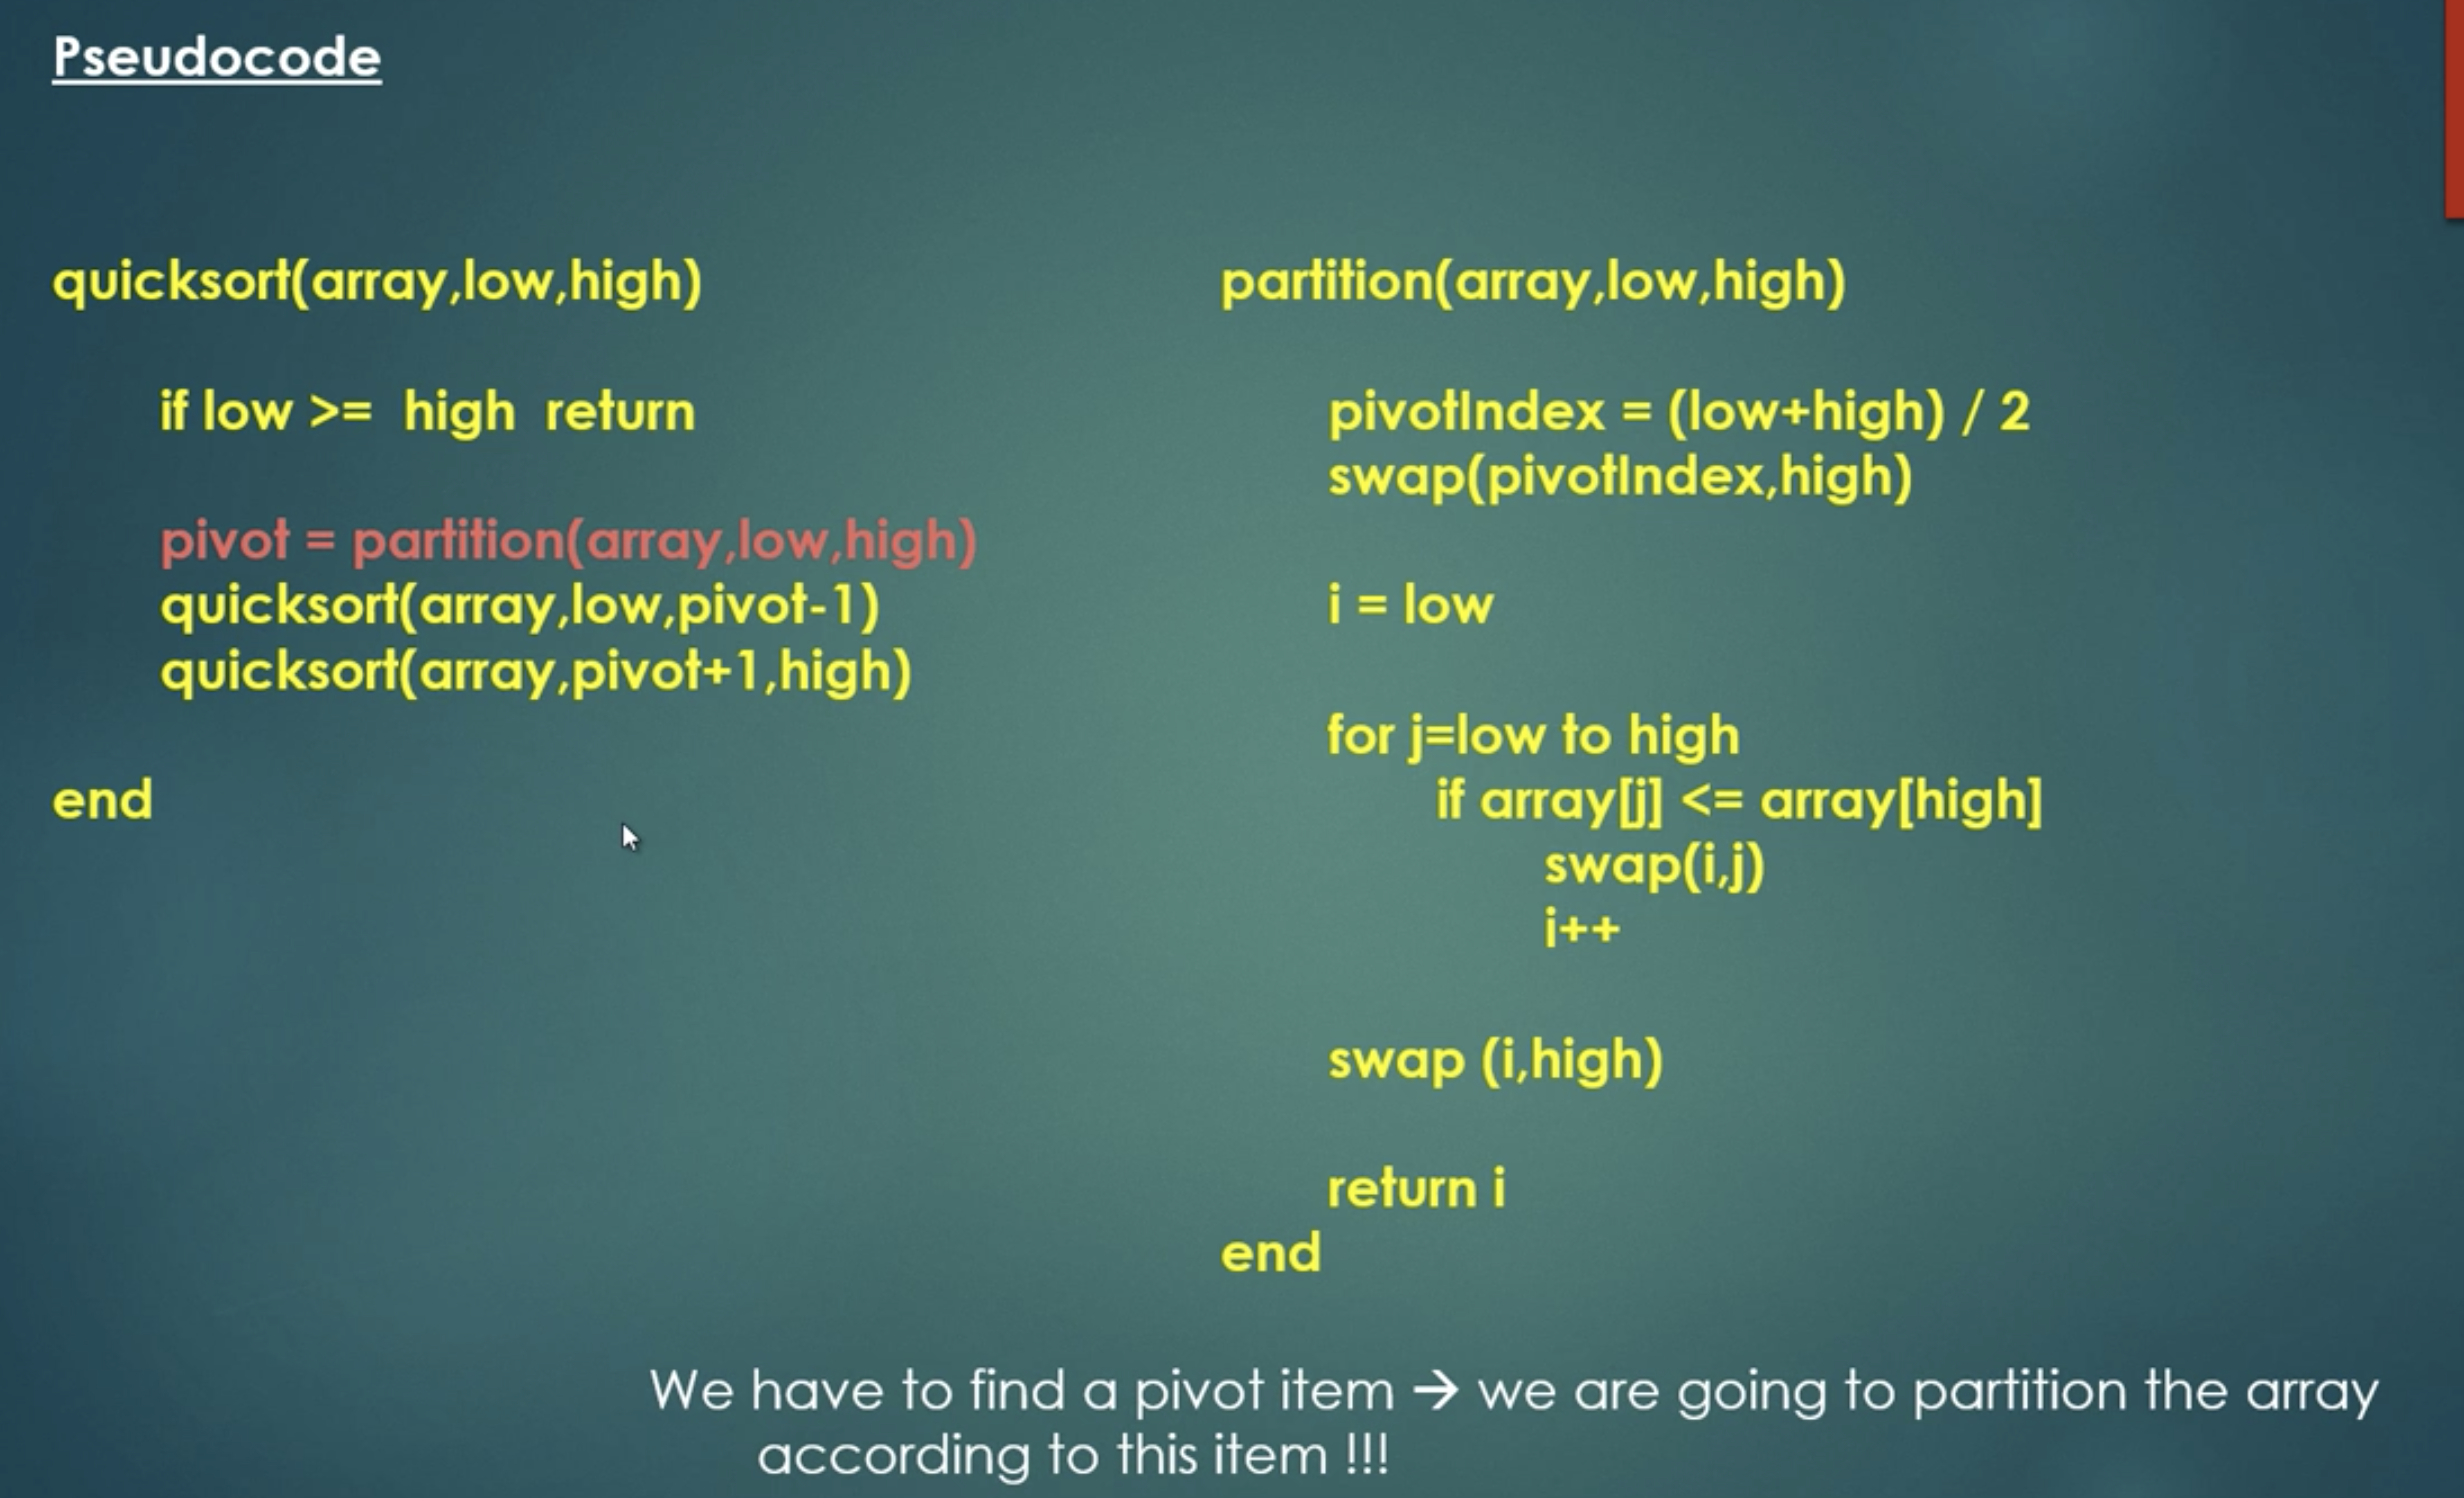 Pseudocode
quicksort(array,low,high)
if low >= high return
pivot = partition(array,low,high)
quicksort(array,low,pivot-1)
quicksort(array,pivot+1,high)
end
partition(array,low,high)
pivotIndex = (low+high) / 2
swap(pivotIndex,high)
i = low
for j=low to high
if array[j] <= array[high]
swap(i,j)
i++
swap (i,high)
return i
end
We have to find a pivot item → we are going to partition the array
according to this item !!!